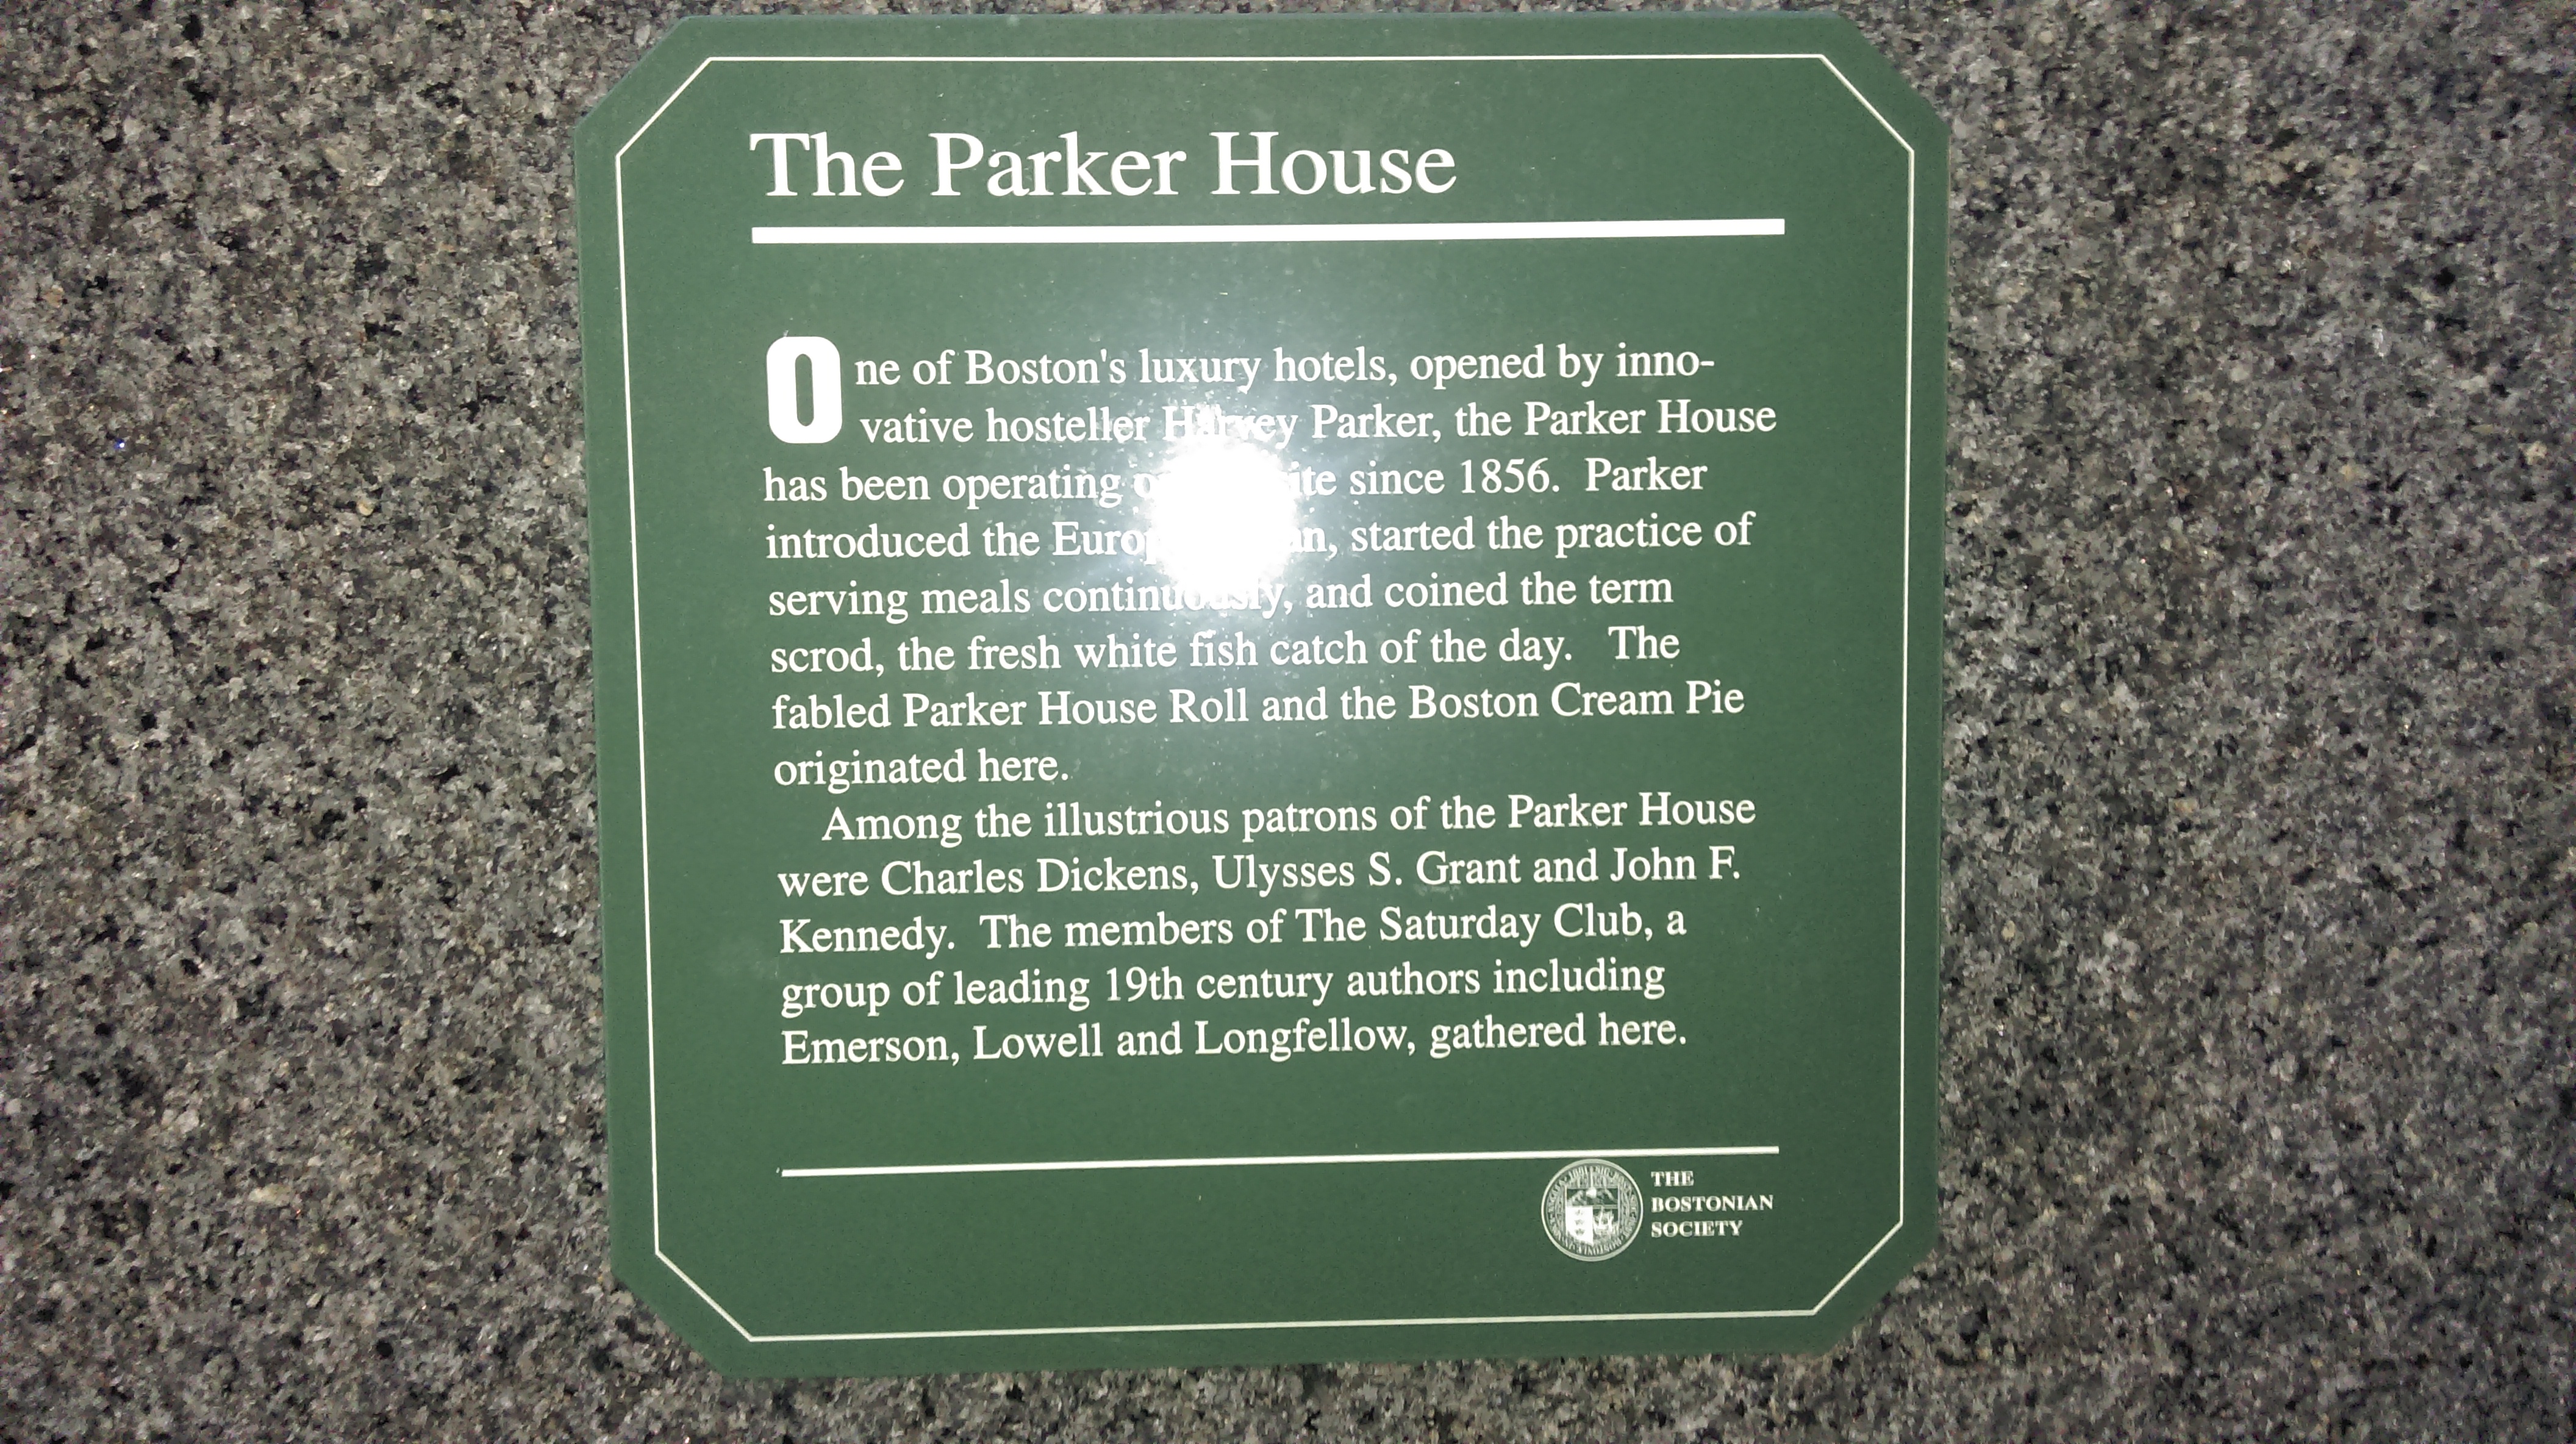 The Parker House
One of Boston's luxury hotels, opened by inno-
vative hosteller Harvey Parker, the Parker House
has been operating since 1856. Parker
introduced the started the practice of
serving meals continuously, and coined the term
scrod, the fresh white fish catch of the day. The
fabled Parker House Roll and the Boston Cream Pie
originated here.
Among the illustrious patrons of the Parker House
were Charles Dickens, Ulysses S. Grant and John F.
Kennedy. The members of The Saturday Club, a
group of leading 19th century authors including
Emerson, Lowell and Longfellow, gathered here.
THE
BOSTONIAN
SOCIETY